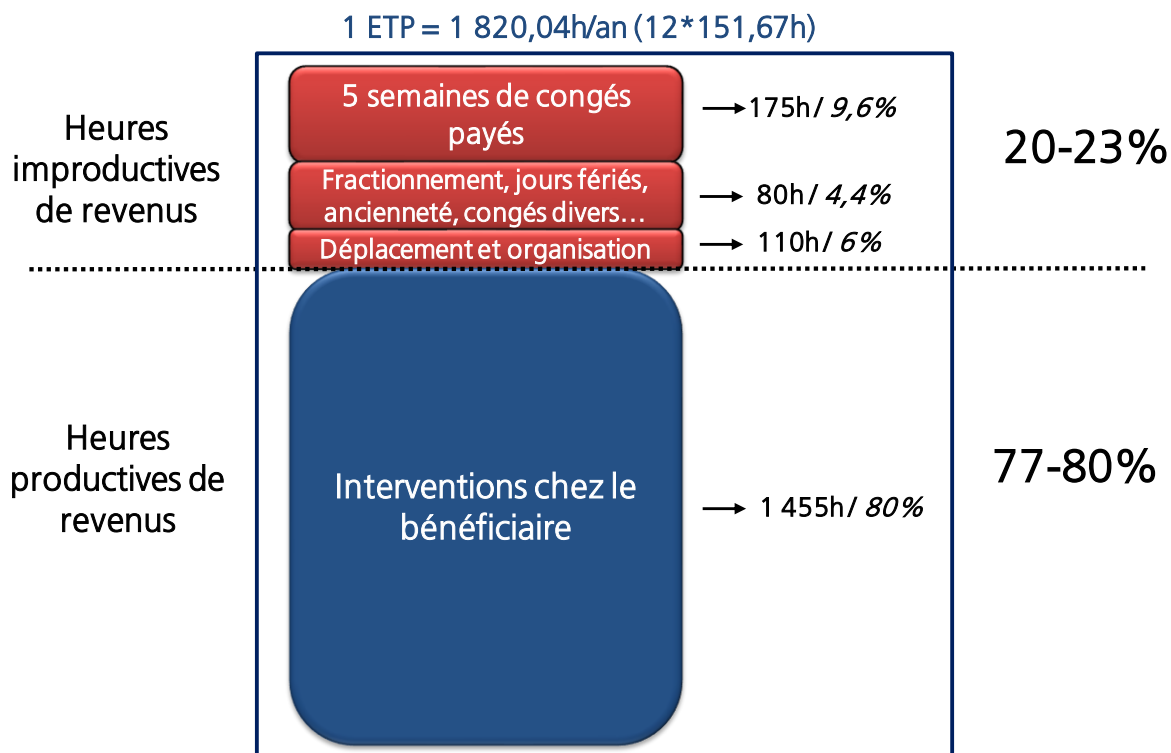 1 ETP = 1 820,04h/an (12*151,67h)
Heures
improductives
de revenus
5 semaines de congés
payés
175h/ 9,6%
20-23%
Fractionnement, jours fériés,
ancienneté, congés divers…
80h/ 4,4%
Déplacement et organisation
110h/ 6%
Heures
productives de
revenus
Interventions chez le
bénéficiaire
1 455h/ 80%
77-80%